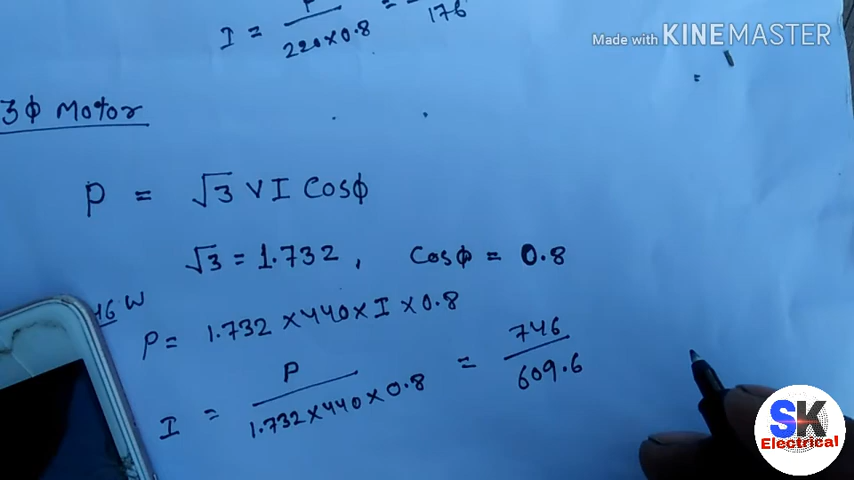 I = P / 220×0.8 = 176
Made with KINEMASTER
3Φ Motor
P = √3 V I Cosϕ
√3 = 1.732, Cosϕ = 0.8
46 W
P = 1.732 × 440 × I × 0.8
I = P / 1.732×440×0.8 = 746 / 609.6
SK
Electrical